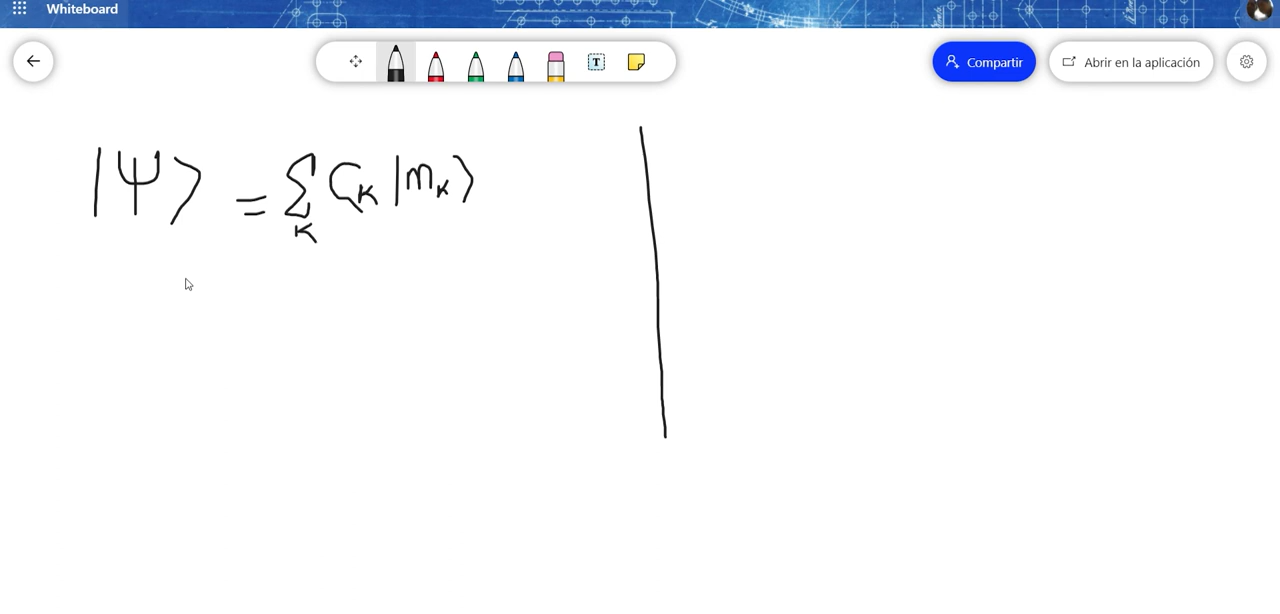 Whiteboard
T
Compartir
Abrir en la aplicación
|Ψ⟩ = ∑ Cₖ |mₖ⟩
K